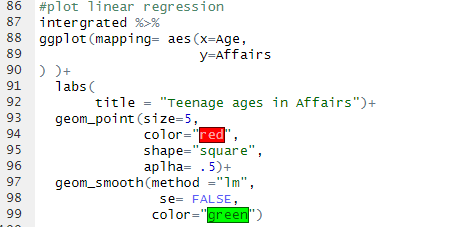 86 #plot linear regression
87 intergrated %>%
88 ggplot(mapping= aes(x=Age,
89 y=Affairs
90 ) )+
91 labs(
92 title = "Teenage ages in Affairs")+
93 geom_point(size=5,
94 color="red",
95 shape="square",
96 aplha= .5)+
97 geom_smooth(method ="lm",
98 se= FALSE,
99 color="green")